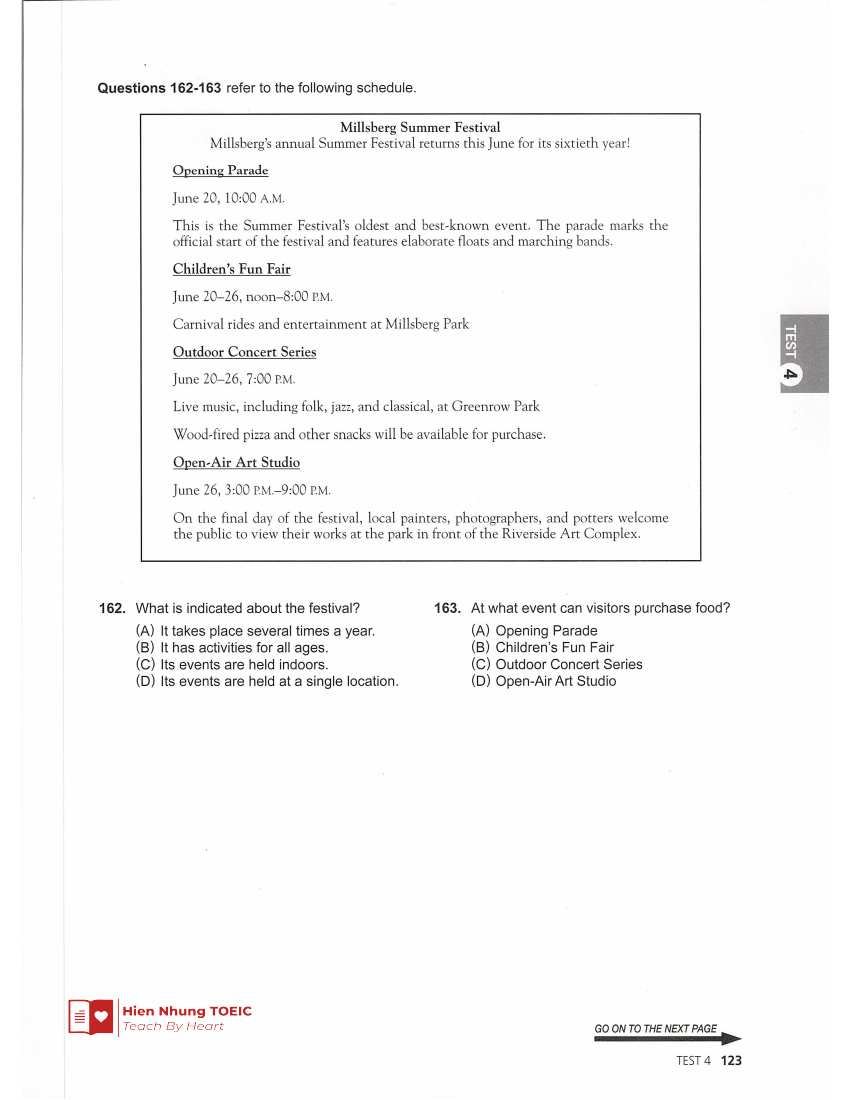 Questions 162-163 refer to the following schedule.
Millsberg Summer Festival
Millsberg's annual Summer Festival returns this June for its sixtieth year!
Opening Parade
June 20, 10:00 A.M.
This is the Summer Festival's oldest and best-known event. The parade marks the
official start of the festival and features elaborate floats and marching bands.
Children's Fun Fair
June 20–26, noon–8:00 P.M.
Carnival rides and entertainment at Millsberg Park
Outdoor Concert Series
June 20–26, 7:00 P.M.
Live music, including folk, jazz, and classical, at Greenrow Park
Wood-fired pizza and other snacks will be available for purchase.
Open-Air Art Studio
June 26, 3:00 P.M.–9:00 P.M.
On the final day of the festival, local painters, photographers, and potters welcome
the public to view their works at the park in front of the Riverside Art Complex.
TEST 4
162. What is indicated about the festival?
(A) It takes place several times a year.
(B) It has activities for all ages.
(C) Its events are held indoors.
(D) Its events are held at a single location.
163. At what event can visitors purchase food?
(A) Opening Parade
(B) Children's Fun Fair
(C) Outdoor Concert Series
(D) Open-Air Art Studio
Hien Nhung TOEIC
Teach By Heart
GO ON TO THE NEXT PAGE
TEST 4 123